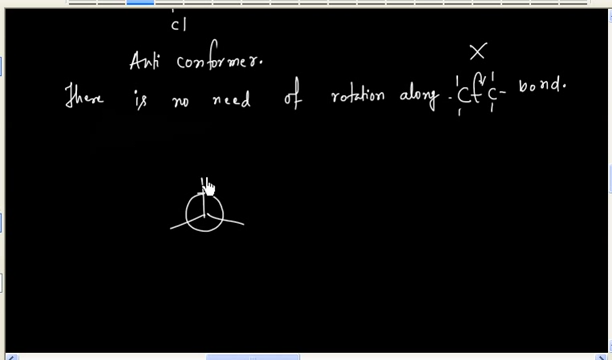 cl
Anti conformer.
X
There is no need of rotation along -C-C- bond.